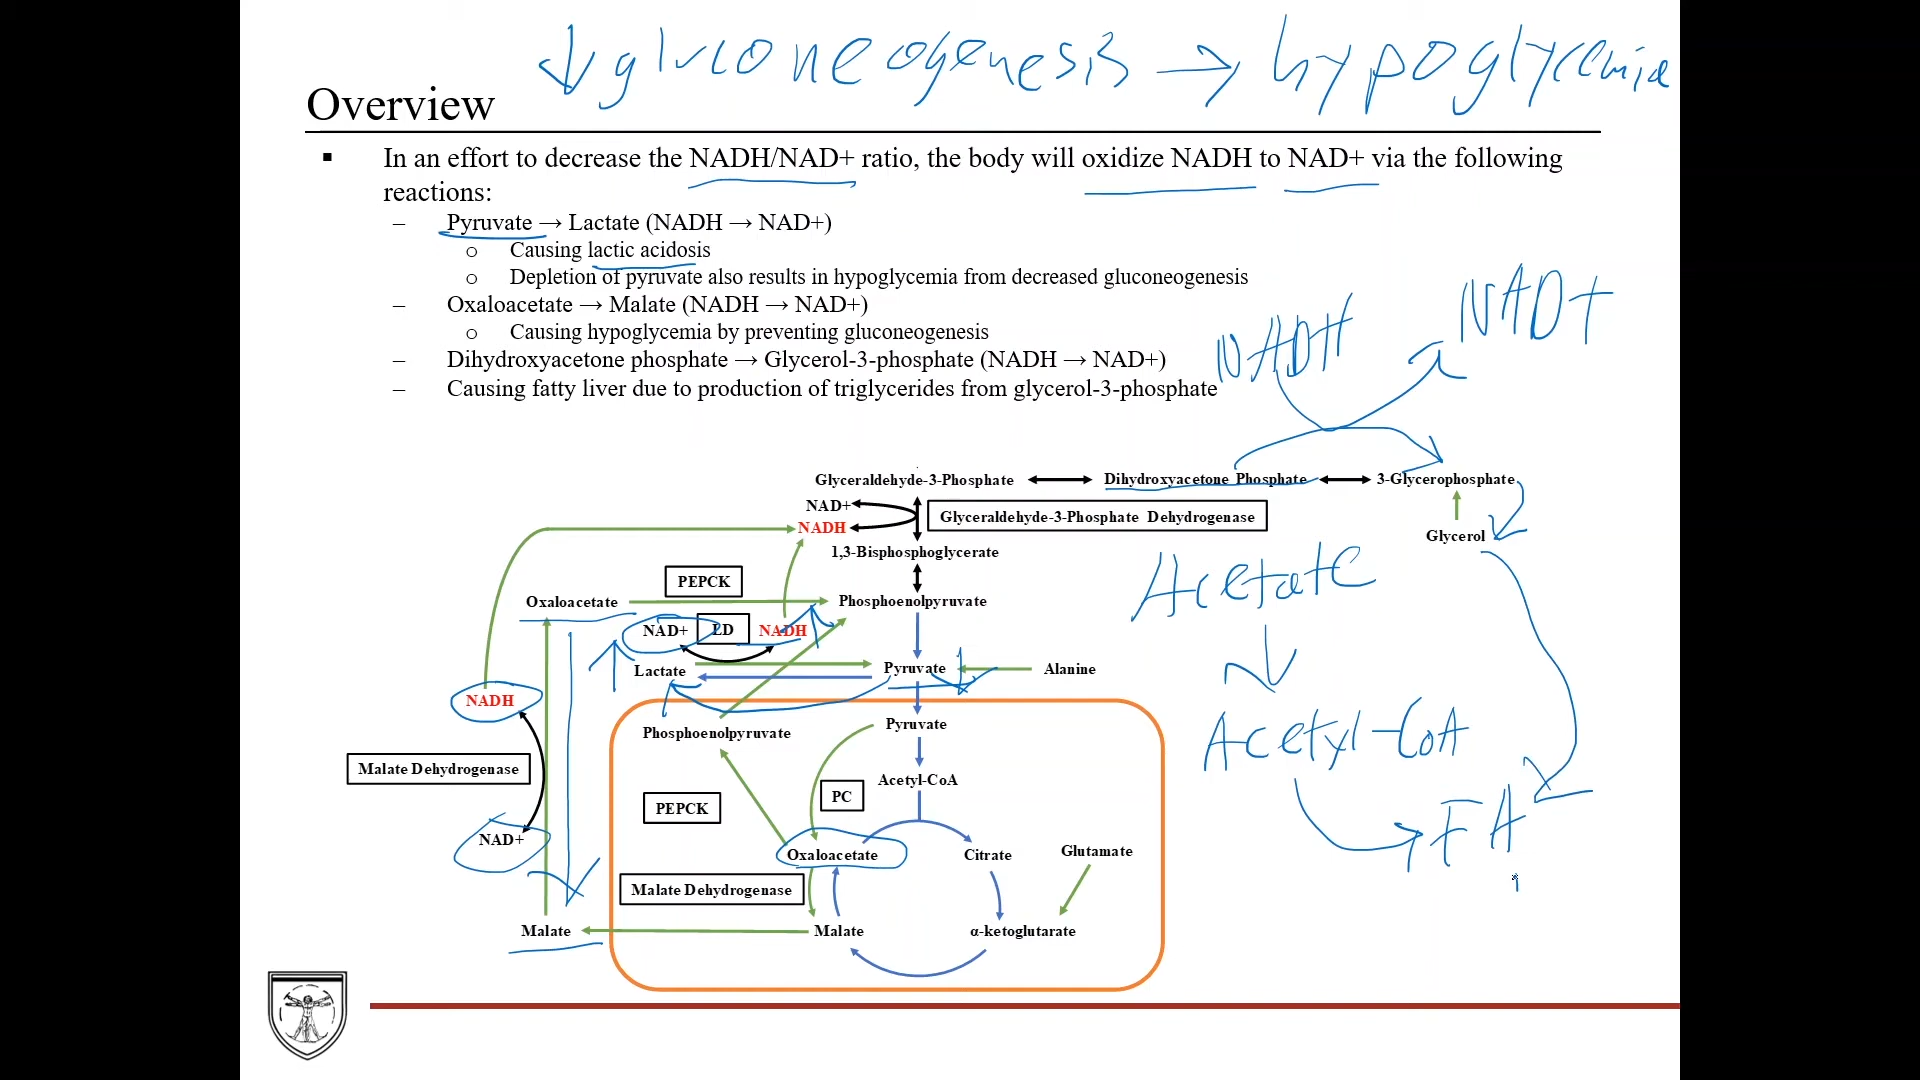 ↓ gluconeogenesis → hypoglycemia
Overview
▪ In an effort to decrease the NADH/NAD+ ratio, the body will oxidize NADH to NAD+ via the following
reactions:
– Pyruvate → Lactate (NADH → NAD+)
o Causing lactic acidosis
o Depletion of pyruvate also results in hypoglycemia from decreased gluconeogenesis
– Oxaloacetate → Malate (NADH → NAD+)
o Causing hypoglycemia by preventing gluconeogenesis
– Dihydroxyacetone phosphate → Glycerol-3-phosphate (NADH → NAD+)
– Causing fatty liver due to production of triglycerides from glycerol-3-phosphate
NADH NAD+
Glyceraldehyde-3-Phosphate Dihydroxyacetone Phosphate 3-Glycerophosphate
NAD+
NADH
Glyceraldehyde-3-Phosphate Dehydrogenase
Glycerol
1,3-Bisphosphoglycerate
Acetate
PEPCK
Oxaloacetate Phosphoenolpyruvate
NAD+ LD NADH
Lactate Pyruvate Alanine
NADH
Pyruvate
Phosphoenolpyruvate
Acetyl-CoA
Malate Dehydrogenase
Acetyl-CoA
PEPCK
PC
NAD+
FA
Oxaloacetate Citrate Glutamate
Malate Dehydrogenase
Malate Malate α-ketoglutarate